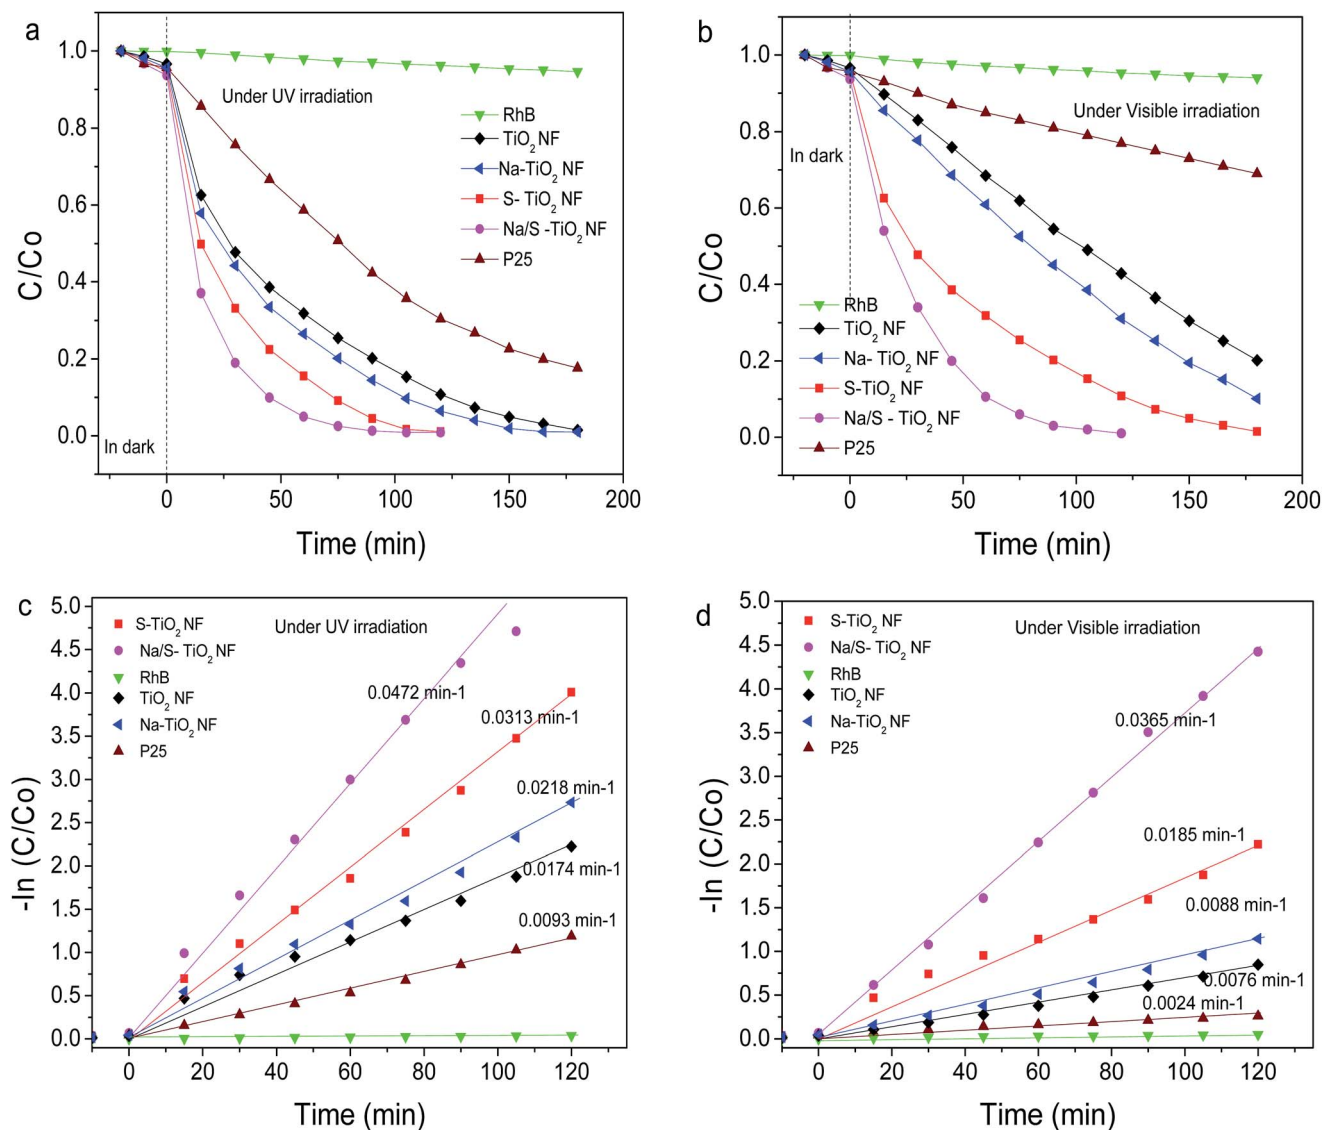 a
1.0
0.8
0.6
0.4
0.2
0.0
C/Co
Under UV irradiation
RhB
TiO2 NF
Na-TiO2 NF
S- TiO2 NF
Na/S -TiO2 NF
P25
In dark
0
50
100
150
200
Time (min)
b
1.0
0.8
0.6
0.4
0.2
0.0
C/Co
Under Visible irradiation
In dark
RhB
TiO2 NF
Na- TiO2 NF
S-TiO2 NF
Na/S - TiO2 NF
P25
0
50
100
150
200
Time (min)
c
5.0
4.5
4.0
3.5
3.0
2.5
2.0
1.5
1.0
0.5
0.0
-ln (C/Co)
S-TiO2 NF
Na/S- TiO2 NF
RhB
TiO2 NF
Na-TiO2 NF
P25
Under UV irradiation
0.0472 min-1
0.0313 min-1
0.0218 min-1
0.0174 min-1
0.0093 min-1
0
20
40
60
80
100
120
Time (min)
d
5.0
4.5
4.0
3.5
3.0
2.5
2.0
1.5
1.0
0.5
0.0
-ln (C/Co)
S-TiO2 NF
Na/S- TiO2 NF
RhB
TiO2 NF
Na-TiO2 NF
P25
Under Visible irradiation
0.0365 min-1
0.0185 min-1
0.0088 min-1
0.0076 min-1
0.0024 min-1
0
20
40
60
80
100
120
Time (min)